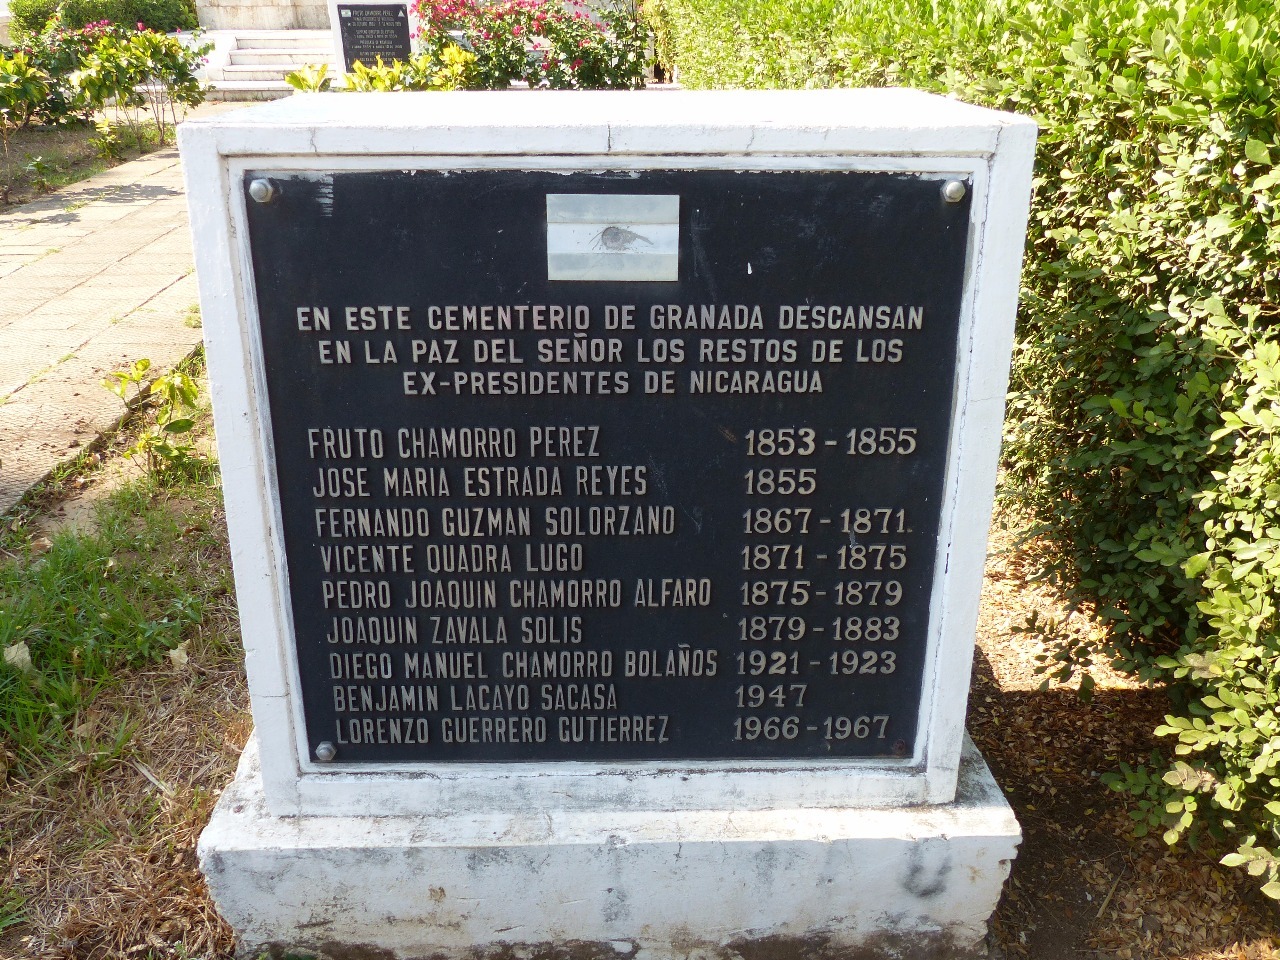 EN ESTE CEMENTERIO DE GRANADA DESCANSAN
EN LA PAZ DEL SEÑOR LOS RESTOS DE LOS
EX-PRESIDENTES DE NICARAGUA
FRUTO CHAMORRO PEREZ 1853-1855
JOSE MARIA ESTRADA REYES 1855
FERNANDO GUZMAN SOLORZANO 1867-1871
VICENTE QUADRA LUGO 1871-1875
PEDRO JOAQUIN CHAMORRO ALFARO 1875-1879
JOAQUIN ZAVALA SOLIS 1879-1883
DIEGO MANUEL CHAMORRO BOLAÑOS 1921-1923
BENJAMIN LACAYO SACASA 1947
LORENZO GUERRERO GUTIERREZ 1966-1967